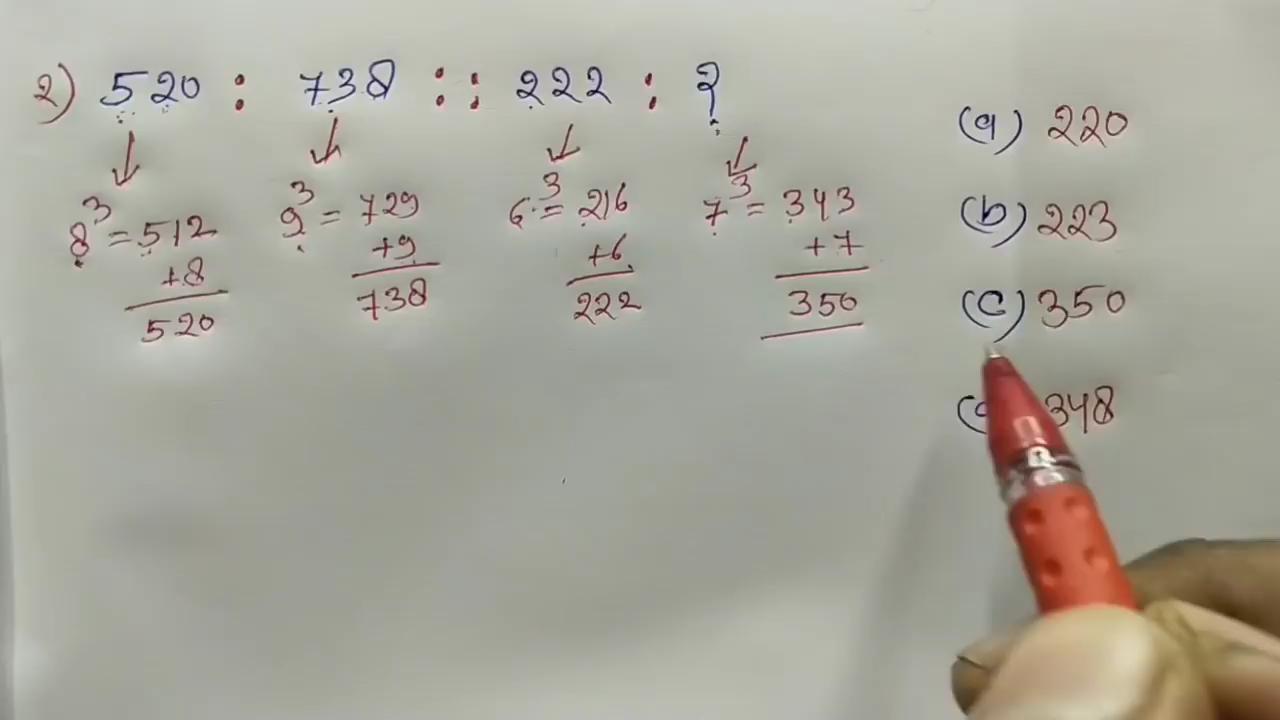 2) 520 : 738 :: 222 : ?
8³ = 512
+8
520
9³ = 729
+9
738
6³ = 216
+6
222
7³ = 343
+7
350
(a) 220
(b) 223
(c) 350
348